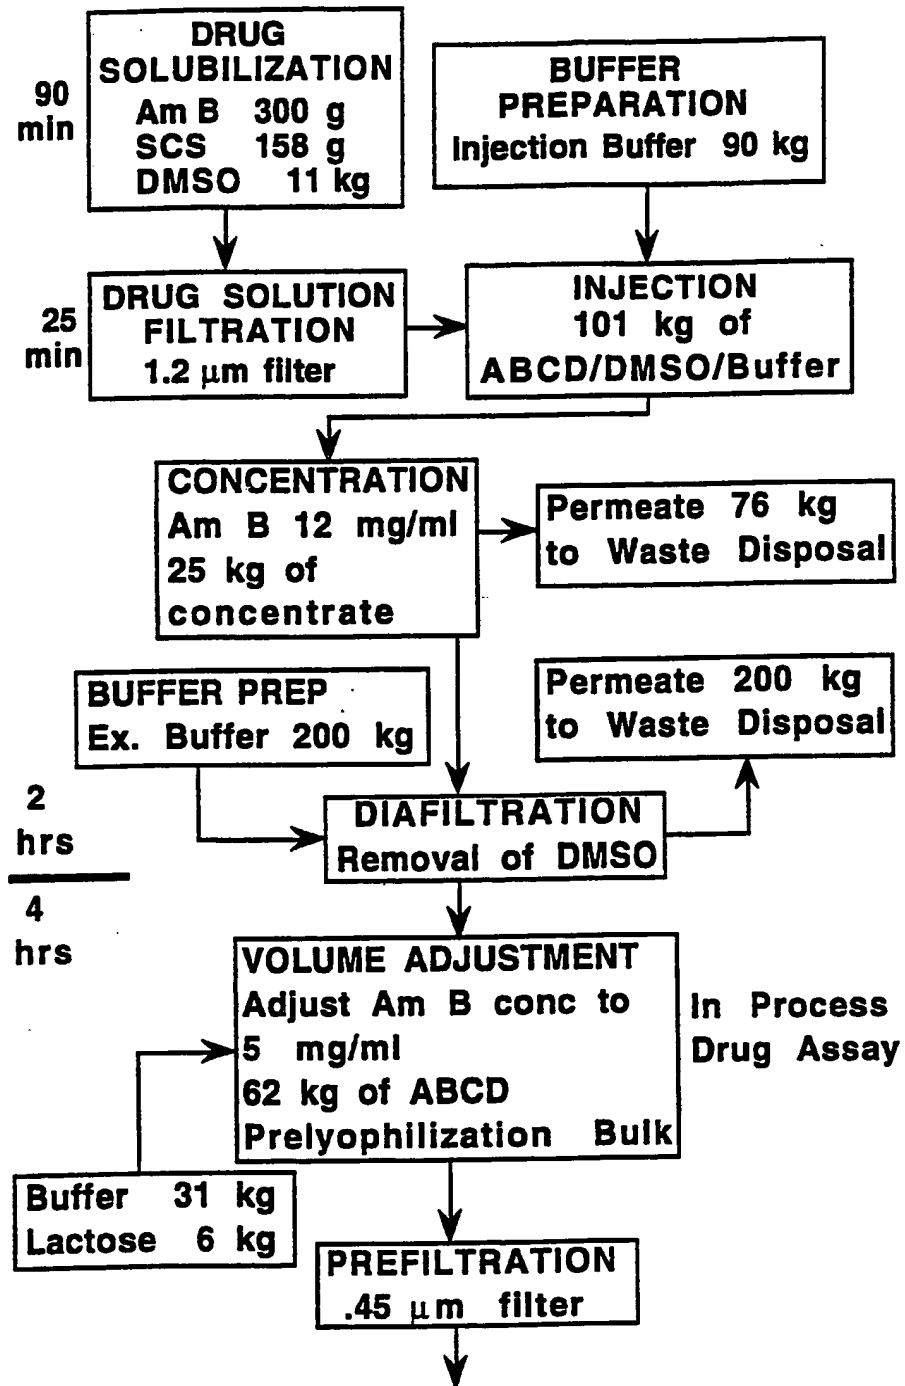 90
min
DRUG
SOLUBILIZATION
Am B 300 g
SCS 158 g
DMSO 11 kg
BUFFER
PREPARATION
Injection Buffer 90 kg
25
min
DRUG SOLUTION
FILTRATION
1.2 μm filter
INJECTION
101 kg of
ABCD/DMSO/Buffer
CONCENTRATION
Am B 12 mg/ml
25 kg of
concentrate
Permeate 76 kg
to Waste Disposal
BUFFER PREP
Ex. Buffer 200 kg
Permeate 200 kg
to Waste Disposal
2
hrs
4
hrs
DIAFILTRATION
Removal of DMSO
VOLUME ADJUSTMENT
Adjust Am B conc to
5 mg/ml
62 kg of ABCD
Prelyophilization Bulk
In Process
Drug Assay
Buffer 31 kg
Lactose 6 kg
PREFILTRATION
.45 μm filter